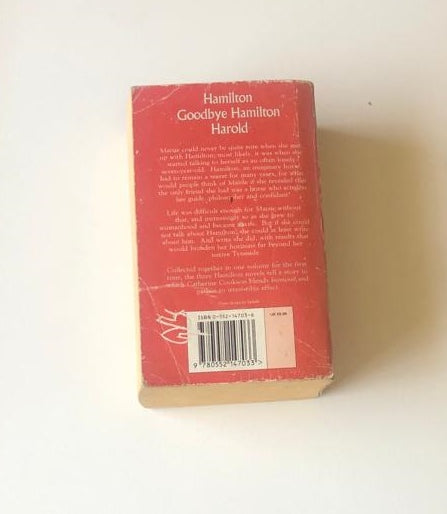 Hamilton
Goodbye Hamilton
Harold
Maisie could never be quite sure when she met
up with Hamilton; most likely, it was when she
started talking to herself as an often lonely
seven-year-old. Hamilton, an imaginary horse,
had to remain a secret for many years, for what
would people think of Maisie if she revealed that
the only friend she had was a horse who was
her guide, philosopher and confidant?
Life was difficult enough for Maisie without
that, and increasingly so as she grew to
womanhood and became But if she could
not talk about Hamilton, she could at least write
about him. And write she did, with results that
would broaden her horizons far beyond her
native Tyneside.
Collected together in one volume for the first
time, the three Hamilton novels tell a story in
which Catherine Cookson blends humour and
pathos to irresistible effect.
ISBN 0-552-14703-6
9 780552 147033